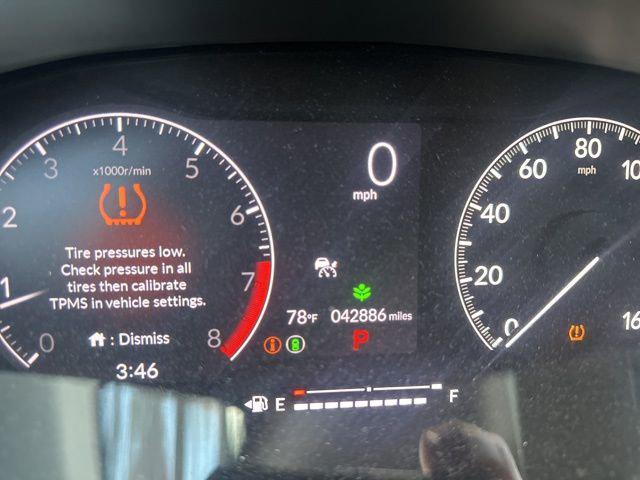 4
3
5
x1000r/min
2
6
Tire pressures low.
Check pressure in all
tires then calibrate
TPMS in vehicle settings.
7
1
0
8
: Dismiss
3:46
0
mph
78°F
042886 miles
P
E
F
80
60
10
mph
40
20
0
16